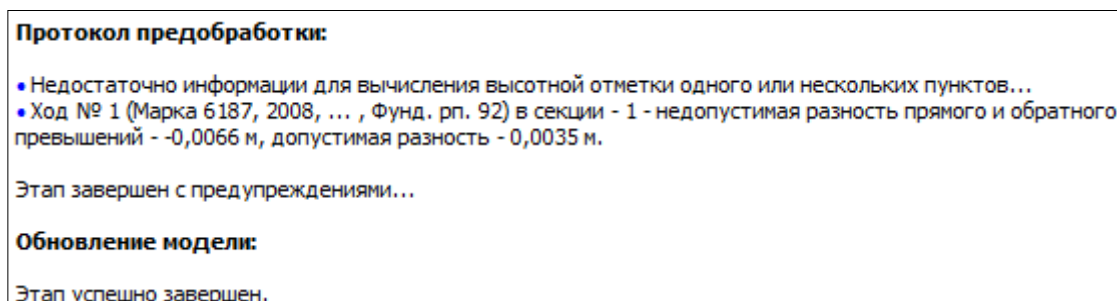 Протокол предобработки:
• Недостаточно информации для вычисления высотной отметки одного или нескольких пунктов...
• Ход № 1 (Марка 6187, 2008, ... , Фунд. рп. 92) в секции - 1 - недопустимая разность прямого и обратного
превышений - -0,0066 м, допустимая разность - 0,0035 м.
Этап завершен с предупреждениями...
Обновление модели:
Этап успешно завершен.